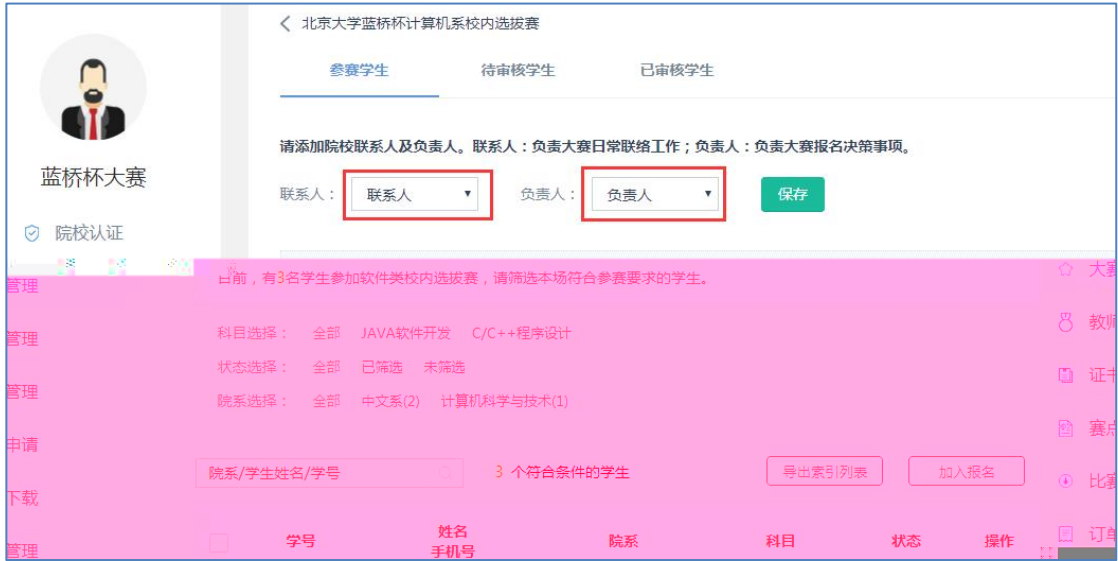 北京大学蓝桥杯计算机系校内选拔赛
参赛学生 待审核学生 已审核学生
请添加院校联系人及负责人。联系人：负责大赛日常联络工作；负责人：负责大赛报名决策事项。
联系人： 联系人 负责人： 负责人 保存
蓝桥杯大赛
院校认证
目前，有3名学生参加软件类校内选拔赛，请筛选本场符合参赛要求的学生。
科目选择： 全部 JAVA软件开发 C/C++程序设计
状态选择： 全部 已筛选 未筛选
院系选择： 全部 中文系(2) 计算机科学与技术(1)
院系/学生姓名/学号 3 个符合条件的学生 导出索引列表 加入报名
学号 姓名 院系 科目 状态 操作
手机号
管理
管理
管理
申请
下载
管理
大赛
教师
证书
赛点
比赛
订单